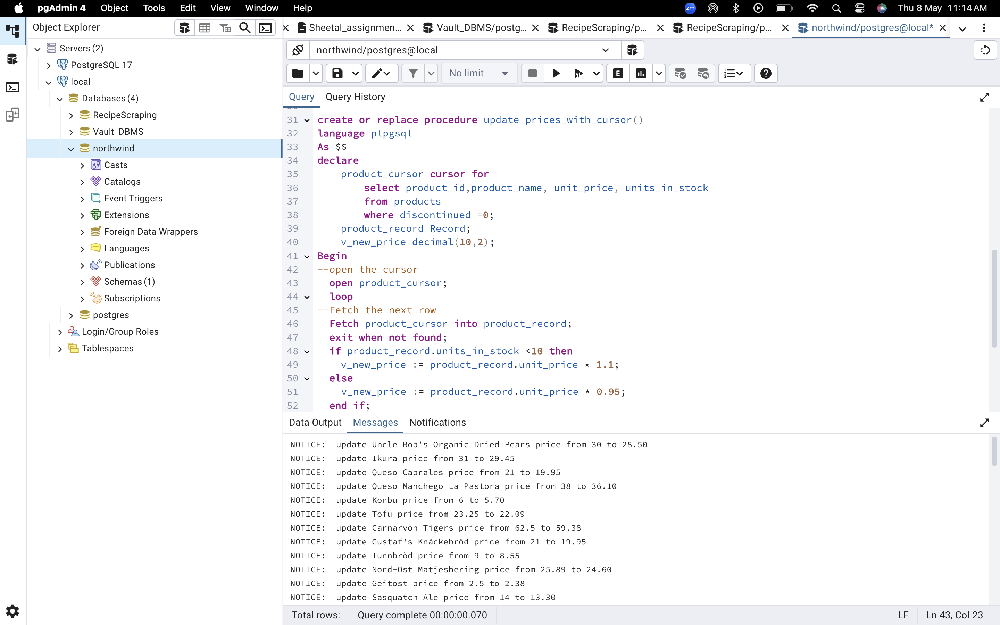 pgAdmin 4 Object Tools Edit View Window Help zm Thu 8 May 11:14 AM
Object Explorer
Sheetal_assignmen... Vault_DBMS/postg... RecipeScraping/p... RecipeScraping/p... northwind/postgres@local*
Servers (2)
PostgreSQL 17
local
Databases (4)
RecipeScraping
Vault_DBMS
northwind
Casts
Catalogs
Event Triggers
Extensions
Foreign Data Wrappers
Languages
Publications
Schemas (1)
Subscriptions
postgres
Login/Group Roles
Tablespaces
northwind/postgres@local
No limit E
Query Query History
31 create or replace procedure update_prices_with_cursor()
32 language plpgsql
33 As $$
34 declare
35 product_cursor cursor for
36 select product_id,product_name, unit_price, units_in_stock
37 from products
38 where discontinued =0;
39 product_record Record;
40 v_new_price decimal(10,2);
41 Begin
42 --open the cursor
43 open product_cursor;
44 loop
45 --Fetch the next row
46 Fetch product_cursor into product_record;
47 exit when not found;
48 if product_record.units_in_stock <10 then
49 v_new_price := product_record.unit_price * 1.1;
50 else
51 v_new_price := product_record.unit_price * 0.95;
52 end if;
Data Output Messages Notifications
NOTICE: update Uncle Bob's Organic Dried Pears price from 30 to 28.50
NOTICE: update Ikura price from 31 to 29.45
NOTICE: update Queso Cabrales price from 21 to 19.95
NOTICE: update Queso Manchego La Pastora price from 38 to 36.10
NOTICE: update Konbu price from 6 to 5.70
NOTICE: update Tofu price from 23.25 to 22.09
NOTICE: update Carnarvon Tigers price from 62.5 to 59.38
NOTICE: update Gustaf's Knäckebröd price from 21 to 19.95
NOTICE: update Tunnbröd price from 9 to 8.55
NOTICE: update Nord-Ost Matjeshering price from 25.89 to 24.60
NOTICE: update Geitost price from 2.5 to 2.38
NOTICE: update Sasquatch Ale price from 14 to 13.30
Total rows: Query complete 00:00:00.070 LF Ln 43, Col 23